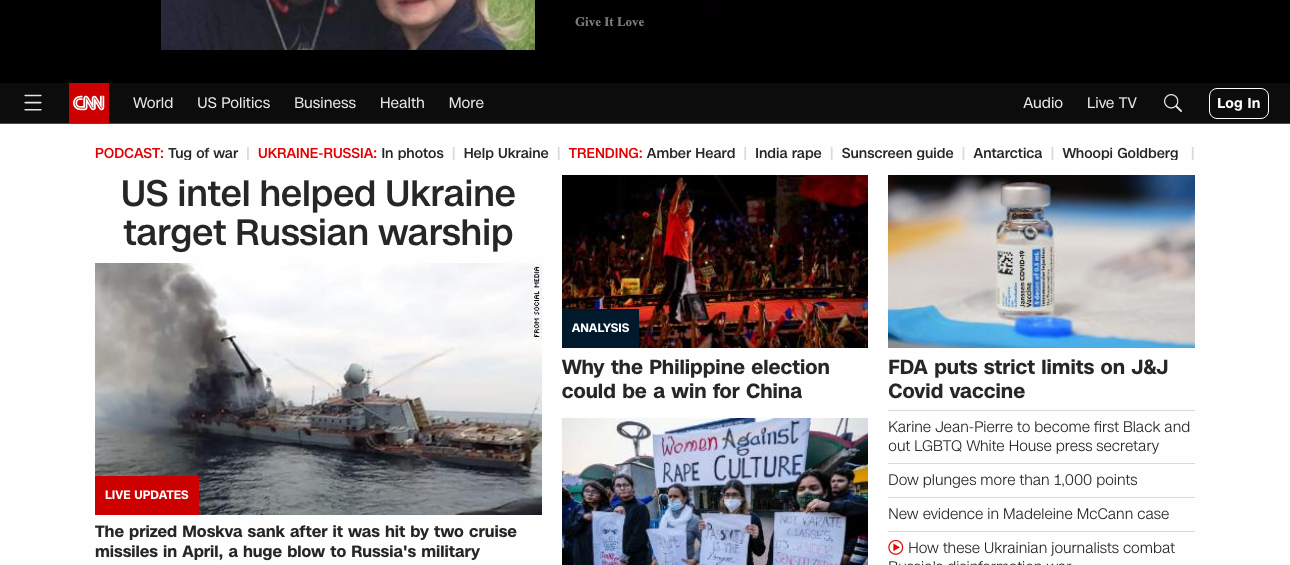 Give It Love
CNN
World
US Politics
Business
Health
More
Audio
Live TV
Log In
PODCAST: Tug of war | UKRAINE-RUSSIA: In photos | Help Ukraine | TRENDING: Amber Heard | India rape | Sunscreen guide | Antarctica | Whoopi Goldberg |
US intel helped Ukraine
target Russian warship
FROM SOCIAL MEDIA
LIVE UPDATES
The prized Moskva sank after it was hit by two cruise
missiles in April, a huge blow to Russia's military
ANALYSIS
Why the Philippine election
could be a win for China
Women Against
RAPE CULTURE
Janssen COVID-19
Vaccine
FDA puts strict limits on J&J
Covid vaccine
Karine Jean-Pierre to become first Black and
out LGBTQ White House press secretary
Dow plunges more than 1,000 points
New evidence in Madeleine McCann case
How these Ukrainian journalists combat